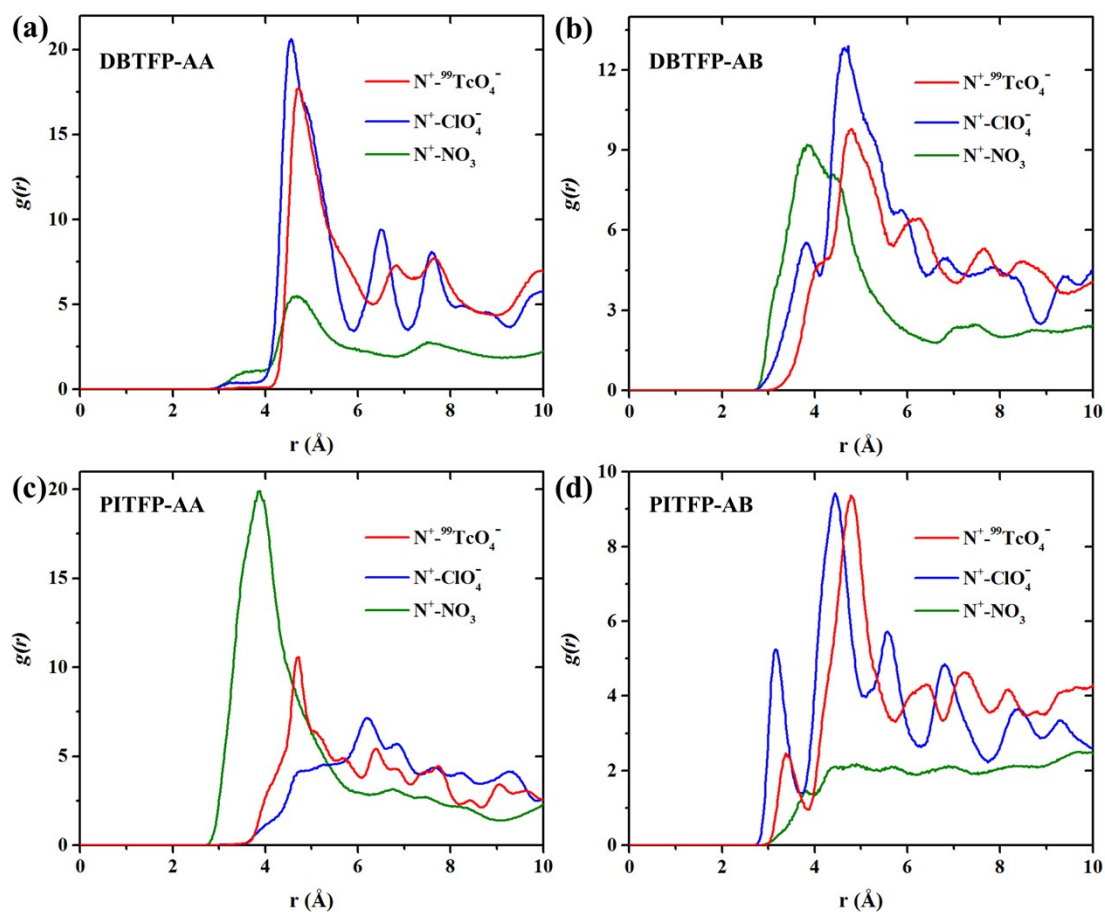 (a)
DBTFP-AA
N⁺-⁹⁹TcO₄⁻
N⁺-ClO₄⁻
N⁺-NO₃
g(r)
20
15
10
5
0
0 2 4 6 8 10
r (Å)
(b)
DBTFP-AB
N⁺-⁹⁹TcO₄⁻
N⁺-ClO₄⁻
N⁺-NO₃
g(r)
12
9
6
3
0
0 2 4 6 8 10
r (Å)
(c)
PITFP-AA
N⁺-⁹⁹TcO₄⁻
N⁺-ClO₄⁻
N⁺-NO₃
g(r)
20
15
10
5
0
0 2 4 6 8 10
r (Å)
(d)
PITFP-AB
N⁺-⁹⁹TcO₄⁻
N⁺-ClO₄⁻
N⁺-NO₃
g(r)
10
8
6
4
2
0
0 2 4 6 8 10
r (Å)